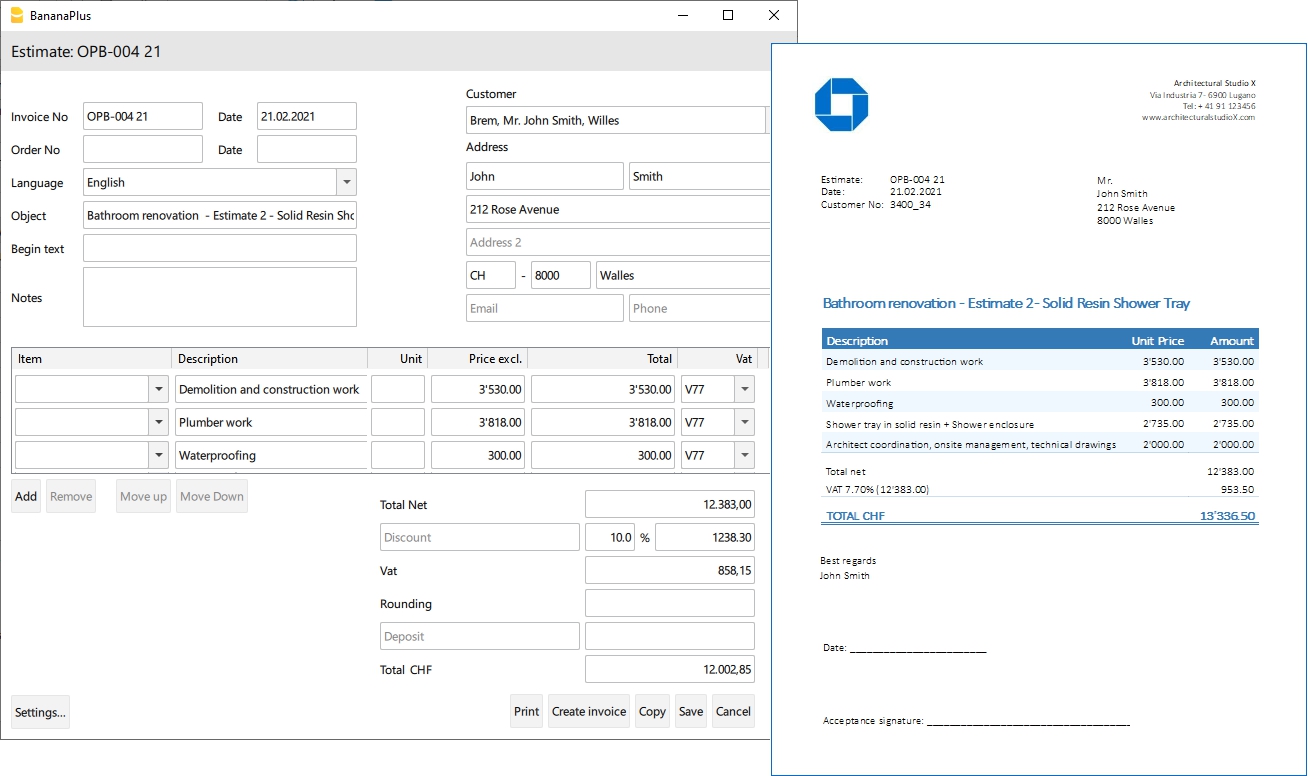 BananaPlus
Estimate: OPB-004 21
Invoice No OPB-004 21 Date 21.02.2021
Order No Date
Language English
Object Bathroom renovation - Estimate 2 - Solid Resin Sho
Begin text
Notes
Customer
Brem, Mr. John Smith, Willes
Address
John Smith
212 Rose Avenue
Address 2
CH - 8000 Walles
Email Phone
Item Description Unit Price excl. Total Vat
Demolition and construction work 3'530.00 3'530.00 V77
Plumber work 3'818.00 3'818.00 V77
Waterproofing 300.00 300.00 V77
Add Remove Move up Move Down
Total Net 12.383,00
Discount 10.0 % 1238.30
Vat 858,15
Rounding
Deposit
Total CHF 12.002,85
Settings... Print Create invoice Copy Save Cancel
Architectural Studio X
Via Industria 7- 6900 Lugano
Tel: + 41 91 123456
www.architecturalstudioX.com
Estimate: OPB-004 21
Date: 21.02.2021
Customer No: 3400_34
Mr.
John Smith
212 Rose Avenue
8000 Walles
Bathroom renovation - Estimate 2- Solid Resin Shower Tray
Description Unit Price Amount
Demolition and construction work 3'530.00 3'530.00
Plumber work 3'818.00 3'818.00
Waterproofing 300.00 300.00
Shower tray in solid resin + Shower enclosure 2'735.00 2'735.00
Architect coordination, onsite management, technical drawings 2'000.00 2'000.00
Total net 12'383.00
VAT 7.70% (12'383.00) 953.50
TOTAL CHF 13'336.50
Best regards
John Smith
Date: ______________________
Acceptance signature: ________________________________